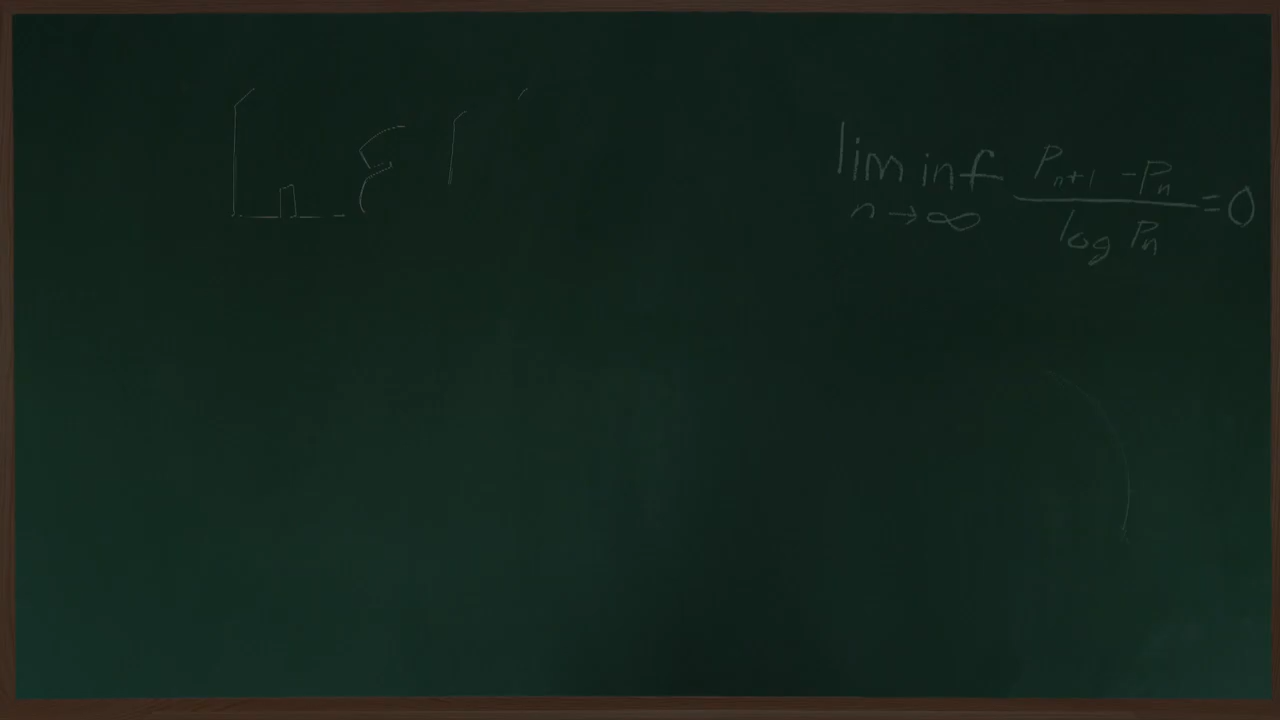 lim inf P_{n+1} - P_n
n → ∞ log P_n = 0